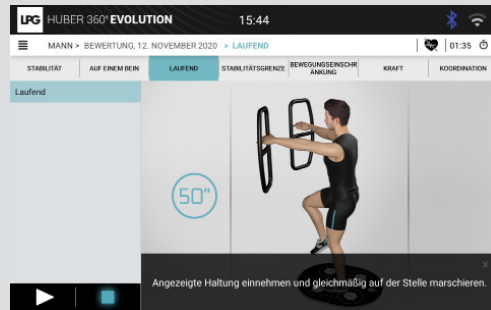 LPG HUBER 360° EVOLUTION 15:44
MANN > BEWERTUNG, 12. NOVEMBER 2020 > LAUFEND 01:35
STABILITÄT AUF EINEM BEIN LAUFEND STABILITÄTSGRENZE BEWEGUNGSEINSCHR
ÄNKUNG KRAFT KOORDINATION
Laufend
50"
X
Angezeigte Haltung einnehmen und gleichmäßig auf der Stelle marschieren.